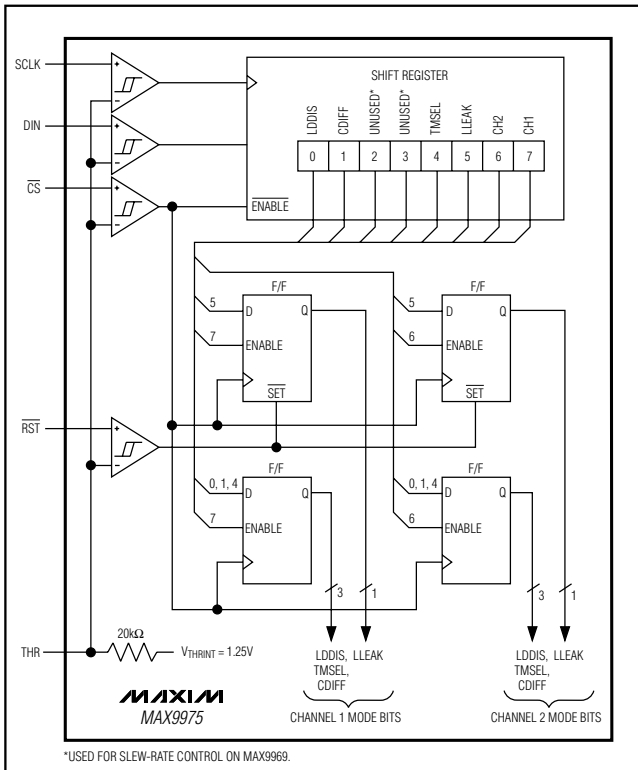 SCLK
+
-
SHIFT REGISTER
LDDIS
CDIFF
UNUSED*
UNUSED*
TMSEL
LLEAK
CH2
CH1
0 1 2 3 4 5 6 7
DIN
+
-
CS
+
-
ENABLE
F/F
F/F
5 D Q
5 D Q
7 ENABLE
6 ENABLE
SET
SET
RST
+
-
F/F
F/F
0, 1, 4 D Q
0, 1, 4 D Q
7 ENABLE
6 ENABLE
3 1
3 1
THR
20kΩ
VTHRINT = 1.25V
LDDIS, LLEAK
TMSEL,
CDIFF
LDDIS, LLEAK
TMSEL,
CDIFF
MAXIM
MAX9975
CHANNEL 1 MODE BITS
CHANNEL 2 MODE BITS
*USED FOR SLEW-RATE CONTROL ON MAX9969.